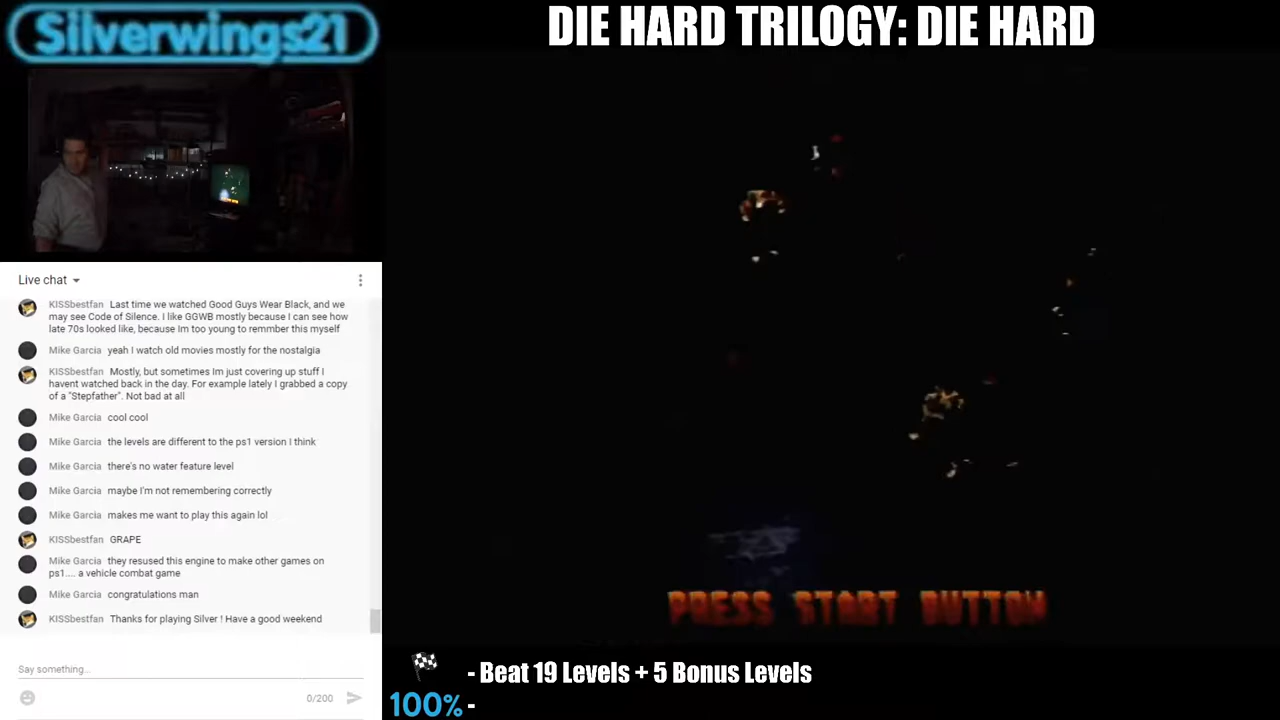 Silverwings21
DIE HARD TRILOGY: DIE HARD
Live chat
KISSbestfan Last time we watched Good Guys Wear Black, and we
may see Code of Silence. I like GGWB mostly because I can see how
late 70s looked like, because Im too young to remmber this myself
Mike Garcia yeah I watch old movies mostly for the nostalgia
KISSbestfan Mostly, but sometimes Im just covering up stuff I
havent watched back in the day. For example lately I grabbed a copy
of a "Stepfather". Not bad at all
Mike Garcia cool cool
Mike Garcia the levels are different to the ps1 version I think
Mike Garcia there's no water feature level
Mike Garcia maybe I'm not remembering correctly
Mike Garcia makes me want to play this again lol
KISSbestfan GRAPE
Mike Garcia they resused this engine to make other games on
ps1.... a vehicle combat game
Mike Garcia congratulations man
KISSbestfan Thanks for playing Silver ! Have a good weekend
Say something...
0/200
PRESS START BUTTON
- Beat 19 Levels + 5 Bonus Levels
100% -